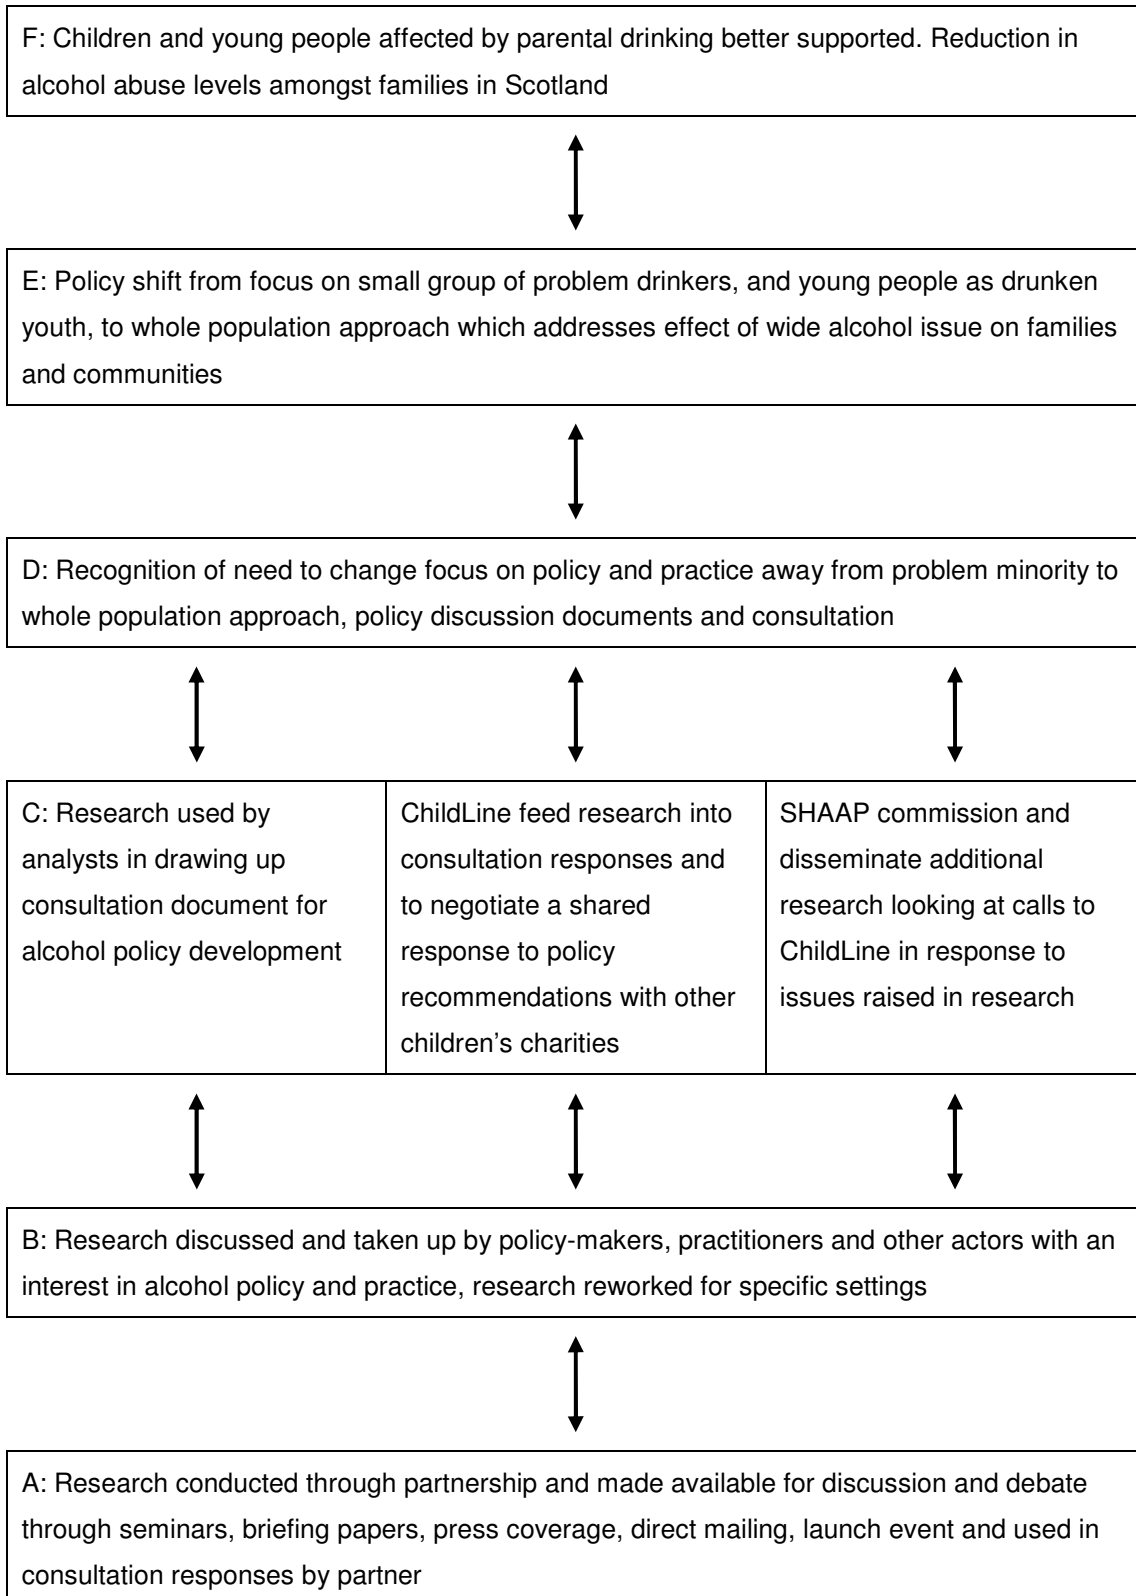 F: Children and young people affected by parental drinking better supported. Reduction in
alcohol abuse levels amongst families in Scotland
E: Policy shift from focus on small group of problem drinkers, and young people as drunken
youth, to whole population approach which addresses effect of wide alcohol issue on families
and communities
D: Recognition of need to change focus on policy and practice away from problem minority to
whole population approach, policy discussion documents and consultation
C: Research used by
analysts in drawing up
consultation document for
alcohol policy development
ChildLine feed research into
consultation responses and
to negotiate a shared
response to policy
recommendations with other
children’s charities
SHAAP commission and
disseminate additional
research looking at calls to
ChildLine in response to
issues raised in research
B: Research discussed and taken up by policy-makers, practitioners and other actors with an
interest in alcohol policy and practice, research reworked for specific settings
A: Research conducted through partnership and made available for discussion and debate
through seminars, briefing papers, press coverage, direct mailing, launch event and used in
consultation responses by partner